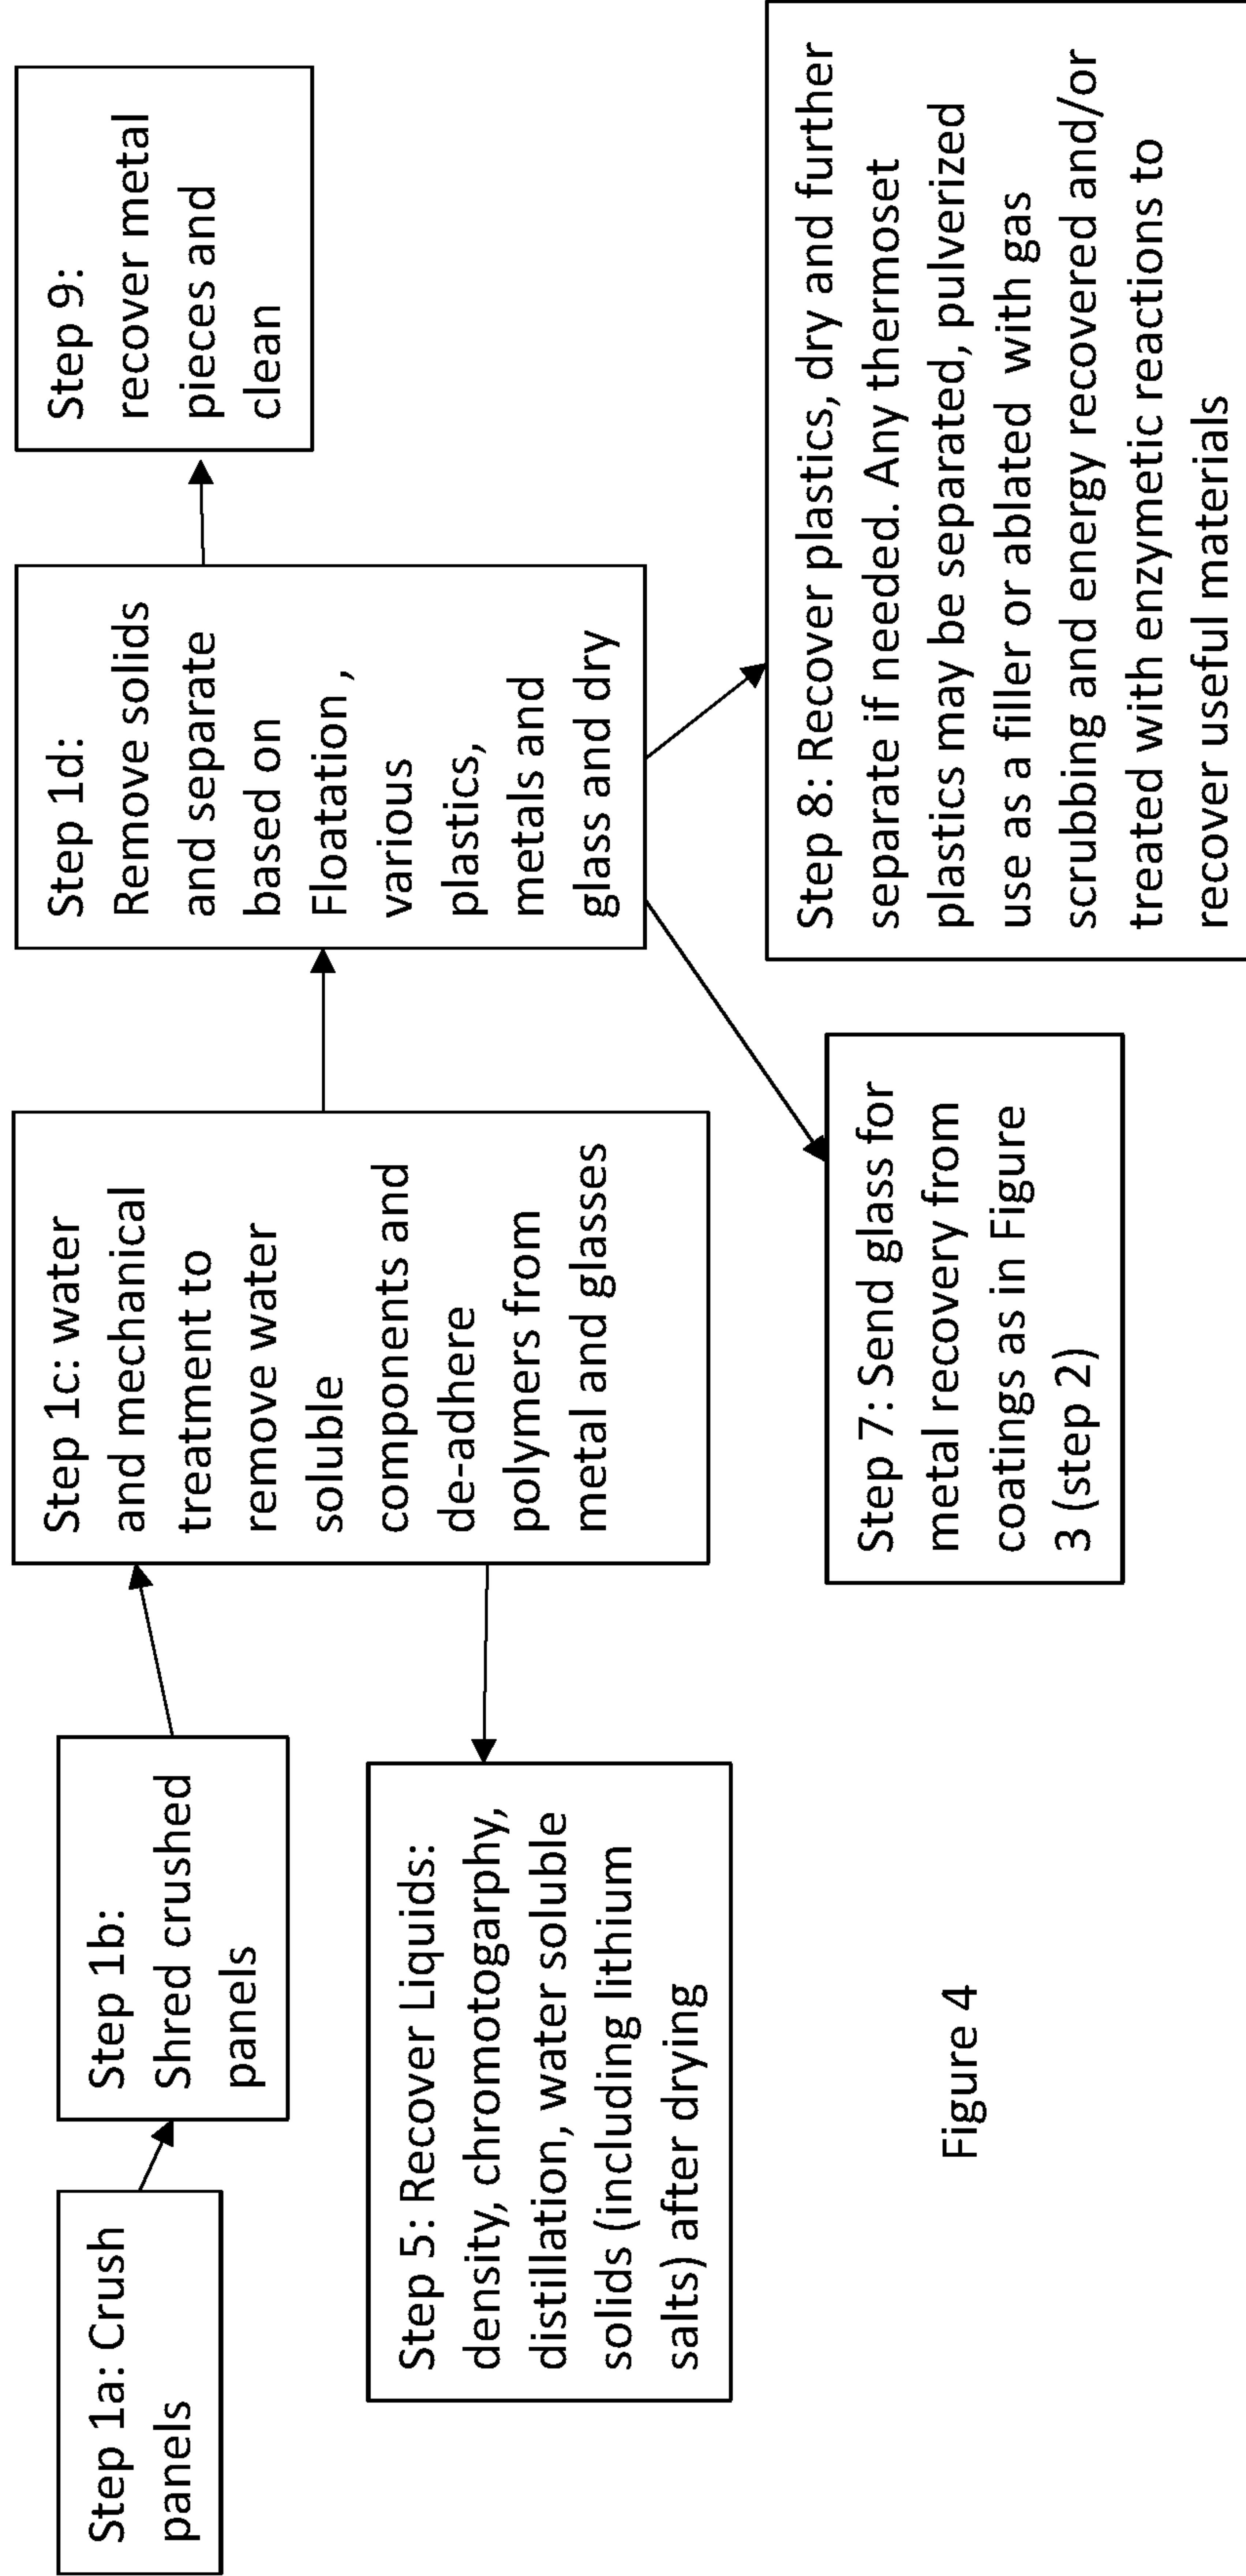 Step 1a: Crush
panels
Step 1b:
Shred crushed
panels
Step 1c: water
and mechanical
treatment to
remove water
soluble
components and
de-adhere
polymers from
metal and glasses
Step 1d:
Remove solids
and separate
based on
Floatation ,
various
plastics,
metals and
glass and dry
Step 9:
recover metal
pieces and
clean
Step 5: Recover Liquids:
density, chromotogarphy,
distillation, water soluble
solids (including lithium
salts) after drying
Step 7: Send glass for
metal recovery from
coatings as in Figure
3 (step 2)
Step 8: Recover plastics, dry and further
separate if needed. Any thermoset
plastics may be separated, pulverized
use as a filler or ablated  with gas
scrubbing and energy recovered and/or
treated with enzymetic reactions to
recover useful materials
Figure 4